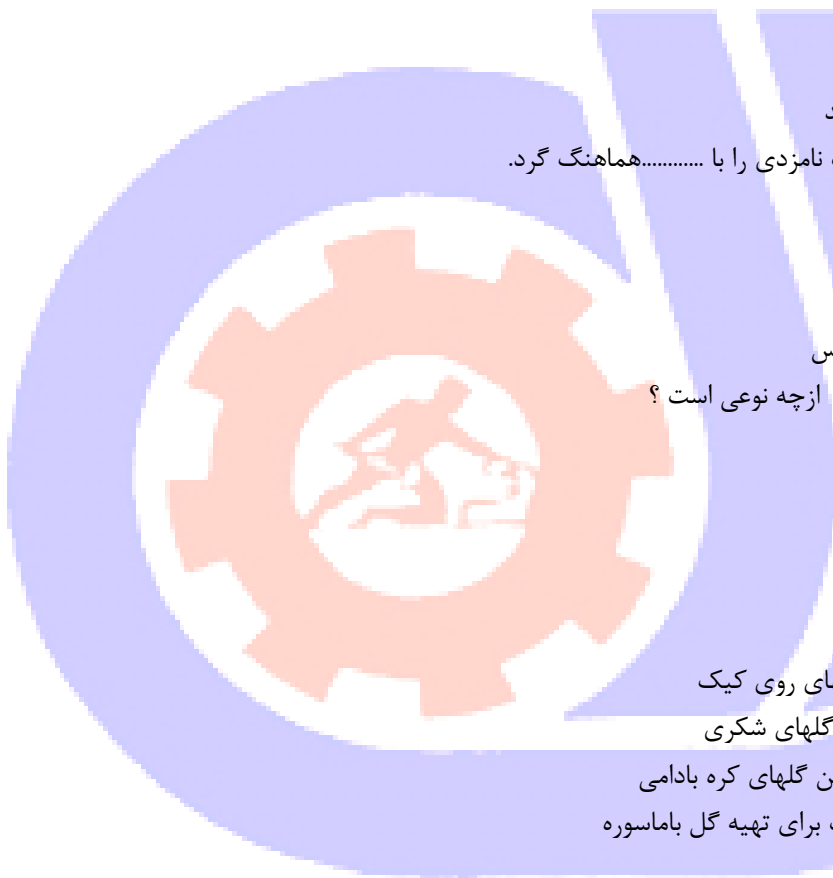 نامزدی را با ............هماهنگ گرد.
ازچه نوعی است ؟
روی کیک
گلهای شکری
گلهای کره بادامی
برای تهیه گل باماسوره